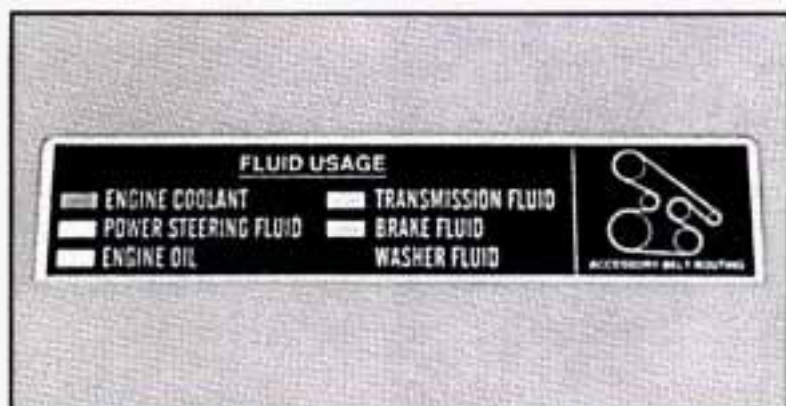 FLUID USAGE
ENGINE COOLANT
POWER STEERING FLUID
ENGINE OIL
TRANSMISSION FLUID
BRAKE FLUID
WASHER FLUID
ACCESSORY BELT ROUTING